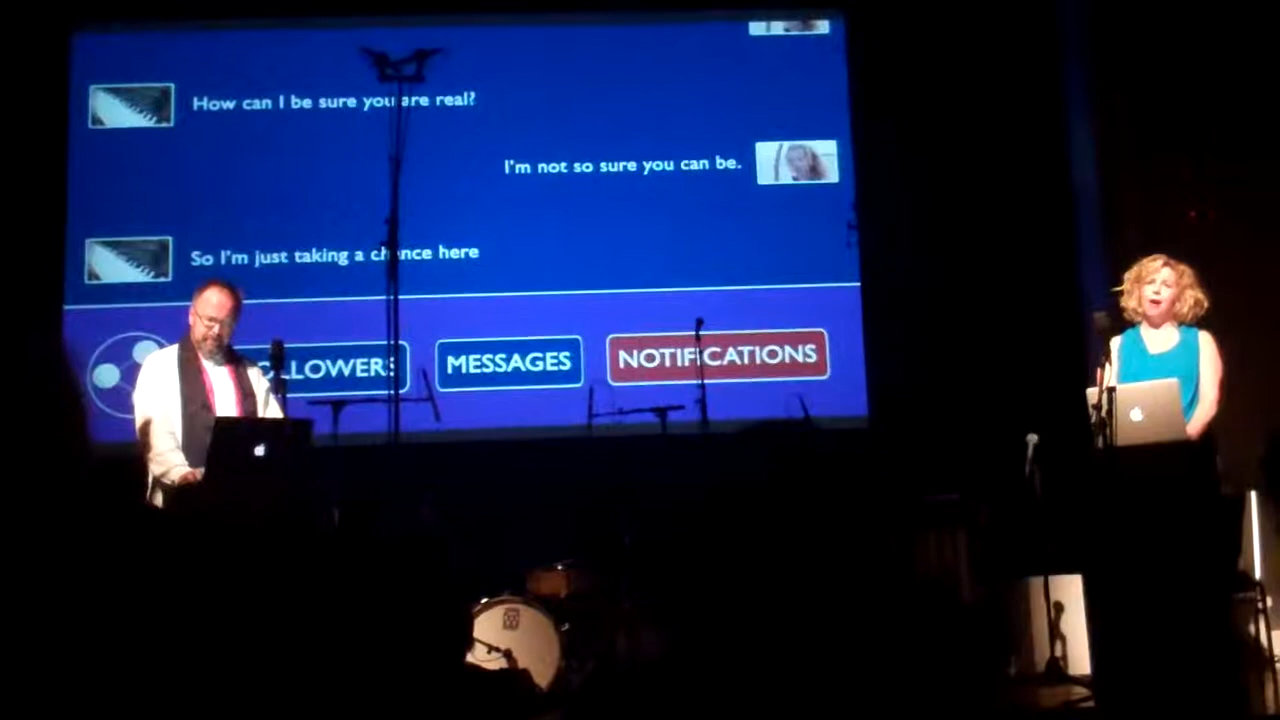 How can I be sure you are real?
I'm not so sure you can be.
So I'm just taking a chance here
OLLOWERS
MESSAGES
NOTIFICATIONS